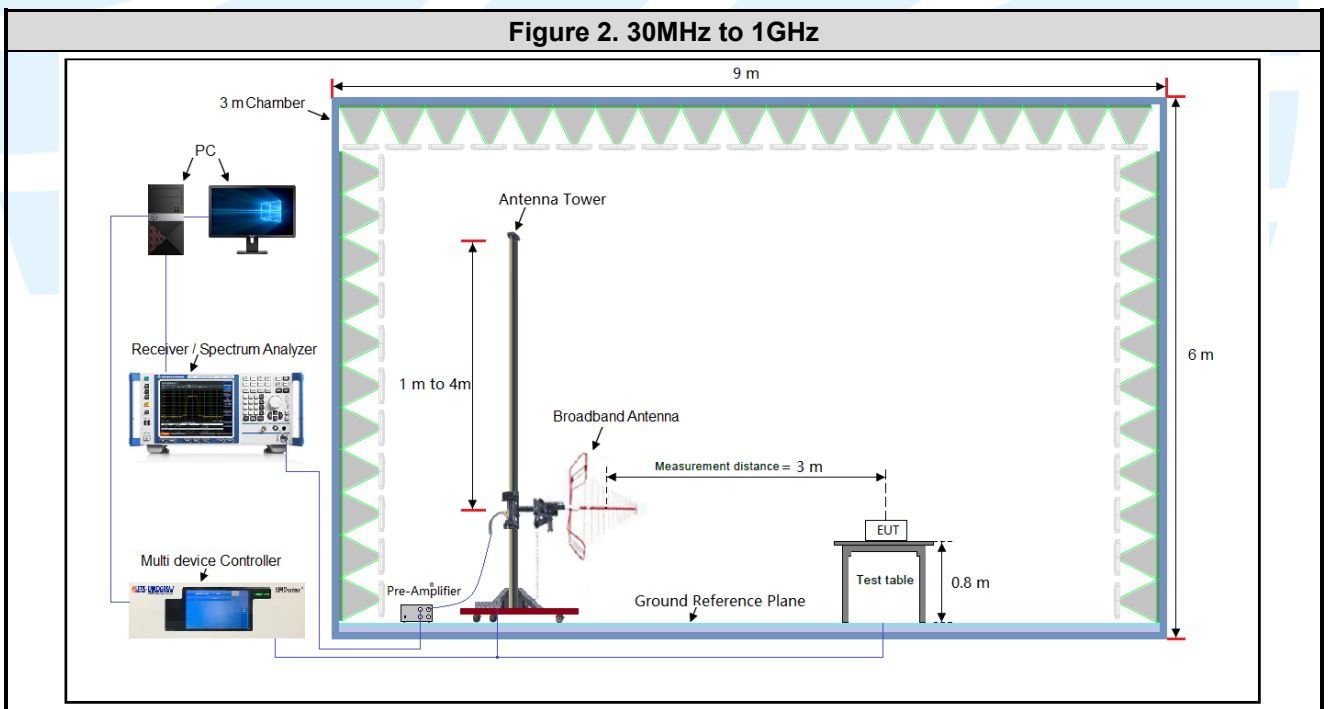 Figure 2. 30MHz to 1GHz
9 m
3 m Chamber
PC
Antenna Tower
Receiver / Spectrum Analyzer
6 m
1 m to 4m
Broadband Antenna
Measurement distance = 3 m
EUT
Multi device Controller
Test table
0.8 m
Pre-Amplifier
Ground Reference Plane